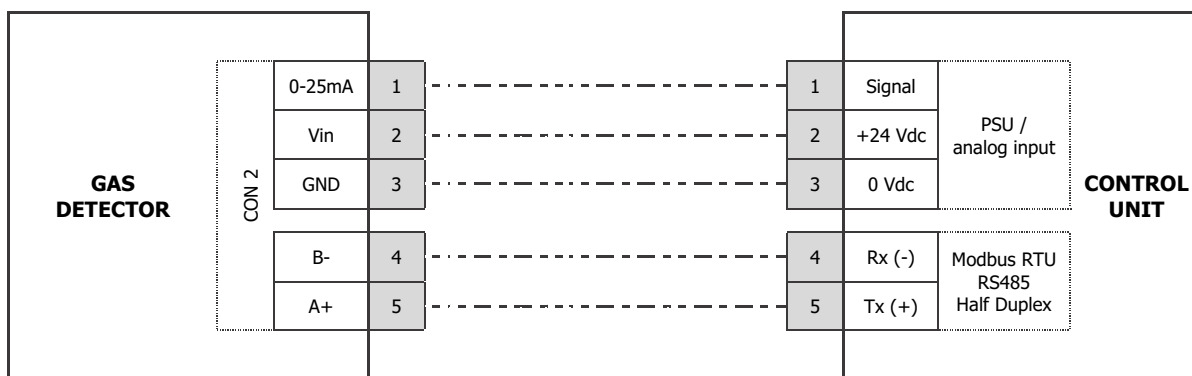 GAS
DETECTOR
CON 2
0-25mA 1
Vin 2
GND 3
B- 4
A+ 5
1 Signal
2 +24 Vdc
3 0 Vdc
4 Rx (-)
5 Tx (+)
PSU /
analog input
Modbus RTU
RS485
Half Duplex
CONTROL
UNIT